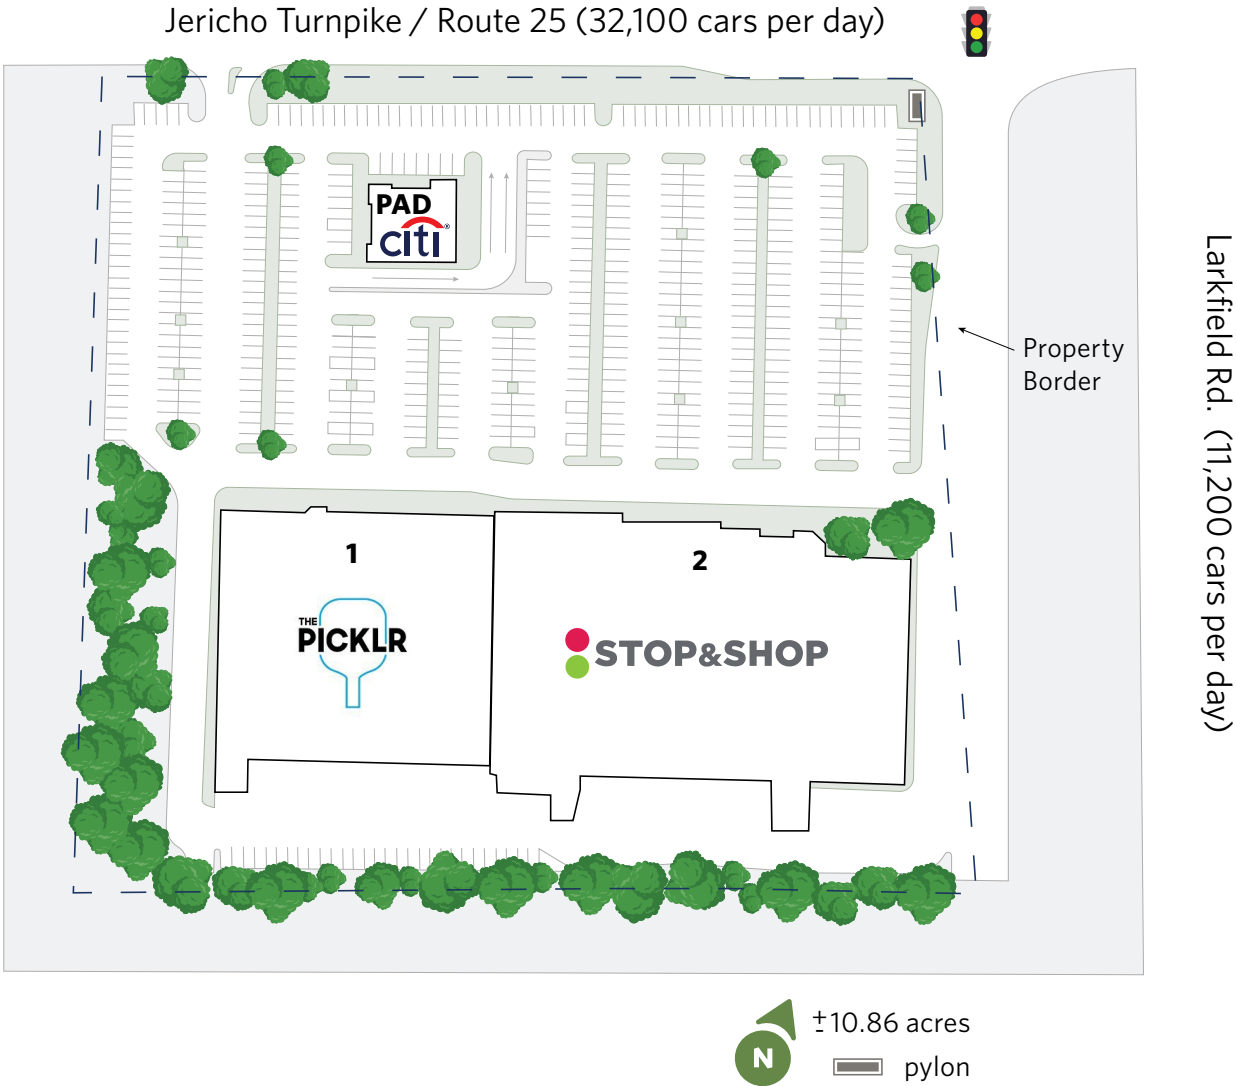 Jericho Turnpike / Route 25 (32,100 cars per day)
PAD
citi®
Larkfield Rd. (11,200 cars per day)
Property
Border
1
2
THE
PICKLR
STOP&SHOP
N
±10.86 acres
pylon